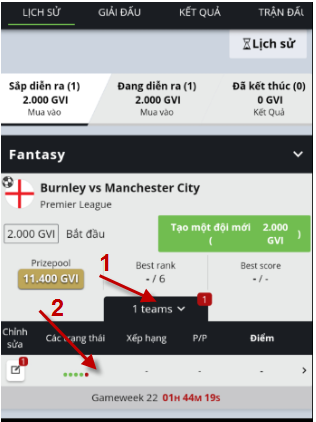 LỊCH SỬ GIẢI ĐẤU KẾT QUẢ TRẬN ĐẤU
Lịch sử
Sắp diễn ra (1) Đang diễn ra (1) Đã kết thúc (0)
2.000 GVI 2.000 GVI 0 GVI
Mua vào Mua vào Kết Quả
Fantasy
Burnley vs Manchester City
Premier League
2.000 GVI Bắt đầu
Tạo một đội mới ( 2.000 GVI )
Prizepool Best rank Best score
11.400 GVI - / 6 - / -
1
1 teams 1
2
Chỉnh sửa Các trạng thái Xếp hạng P/P Điểm
1 - - -
Gameweek 22 01H 44M 19s